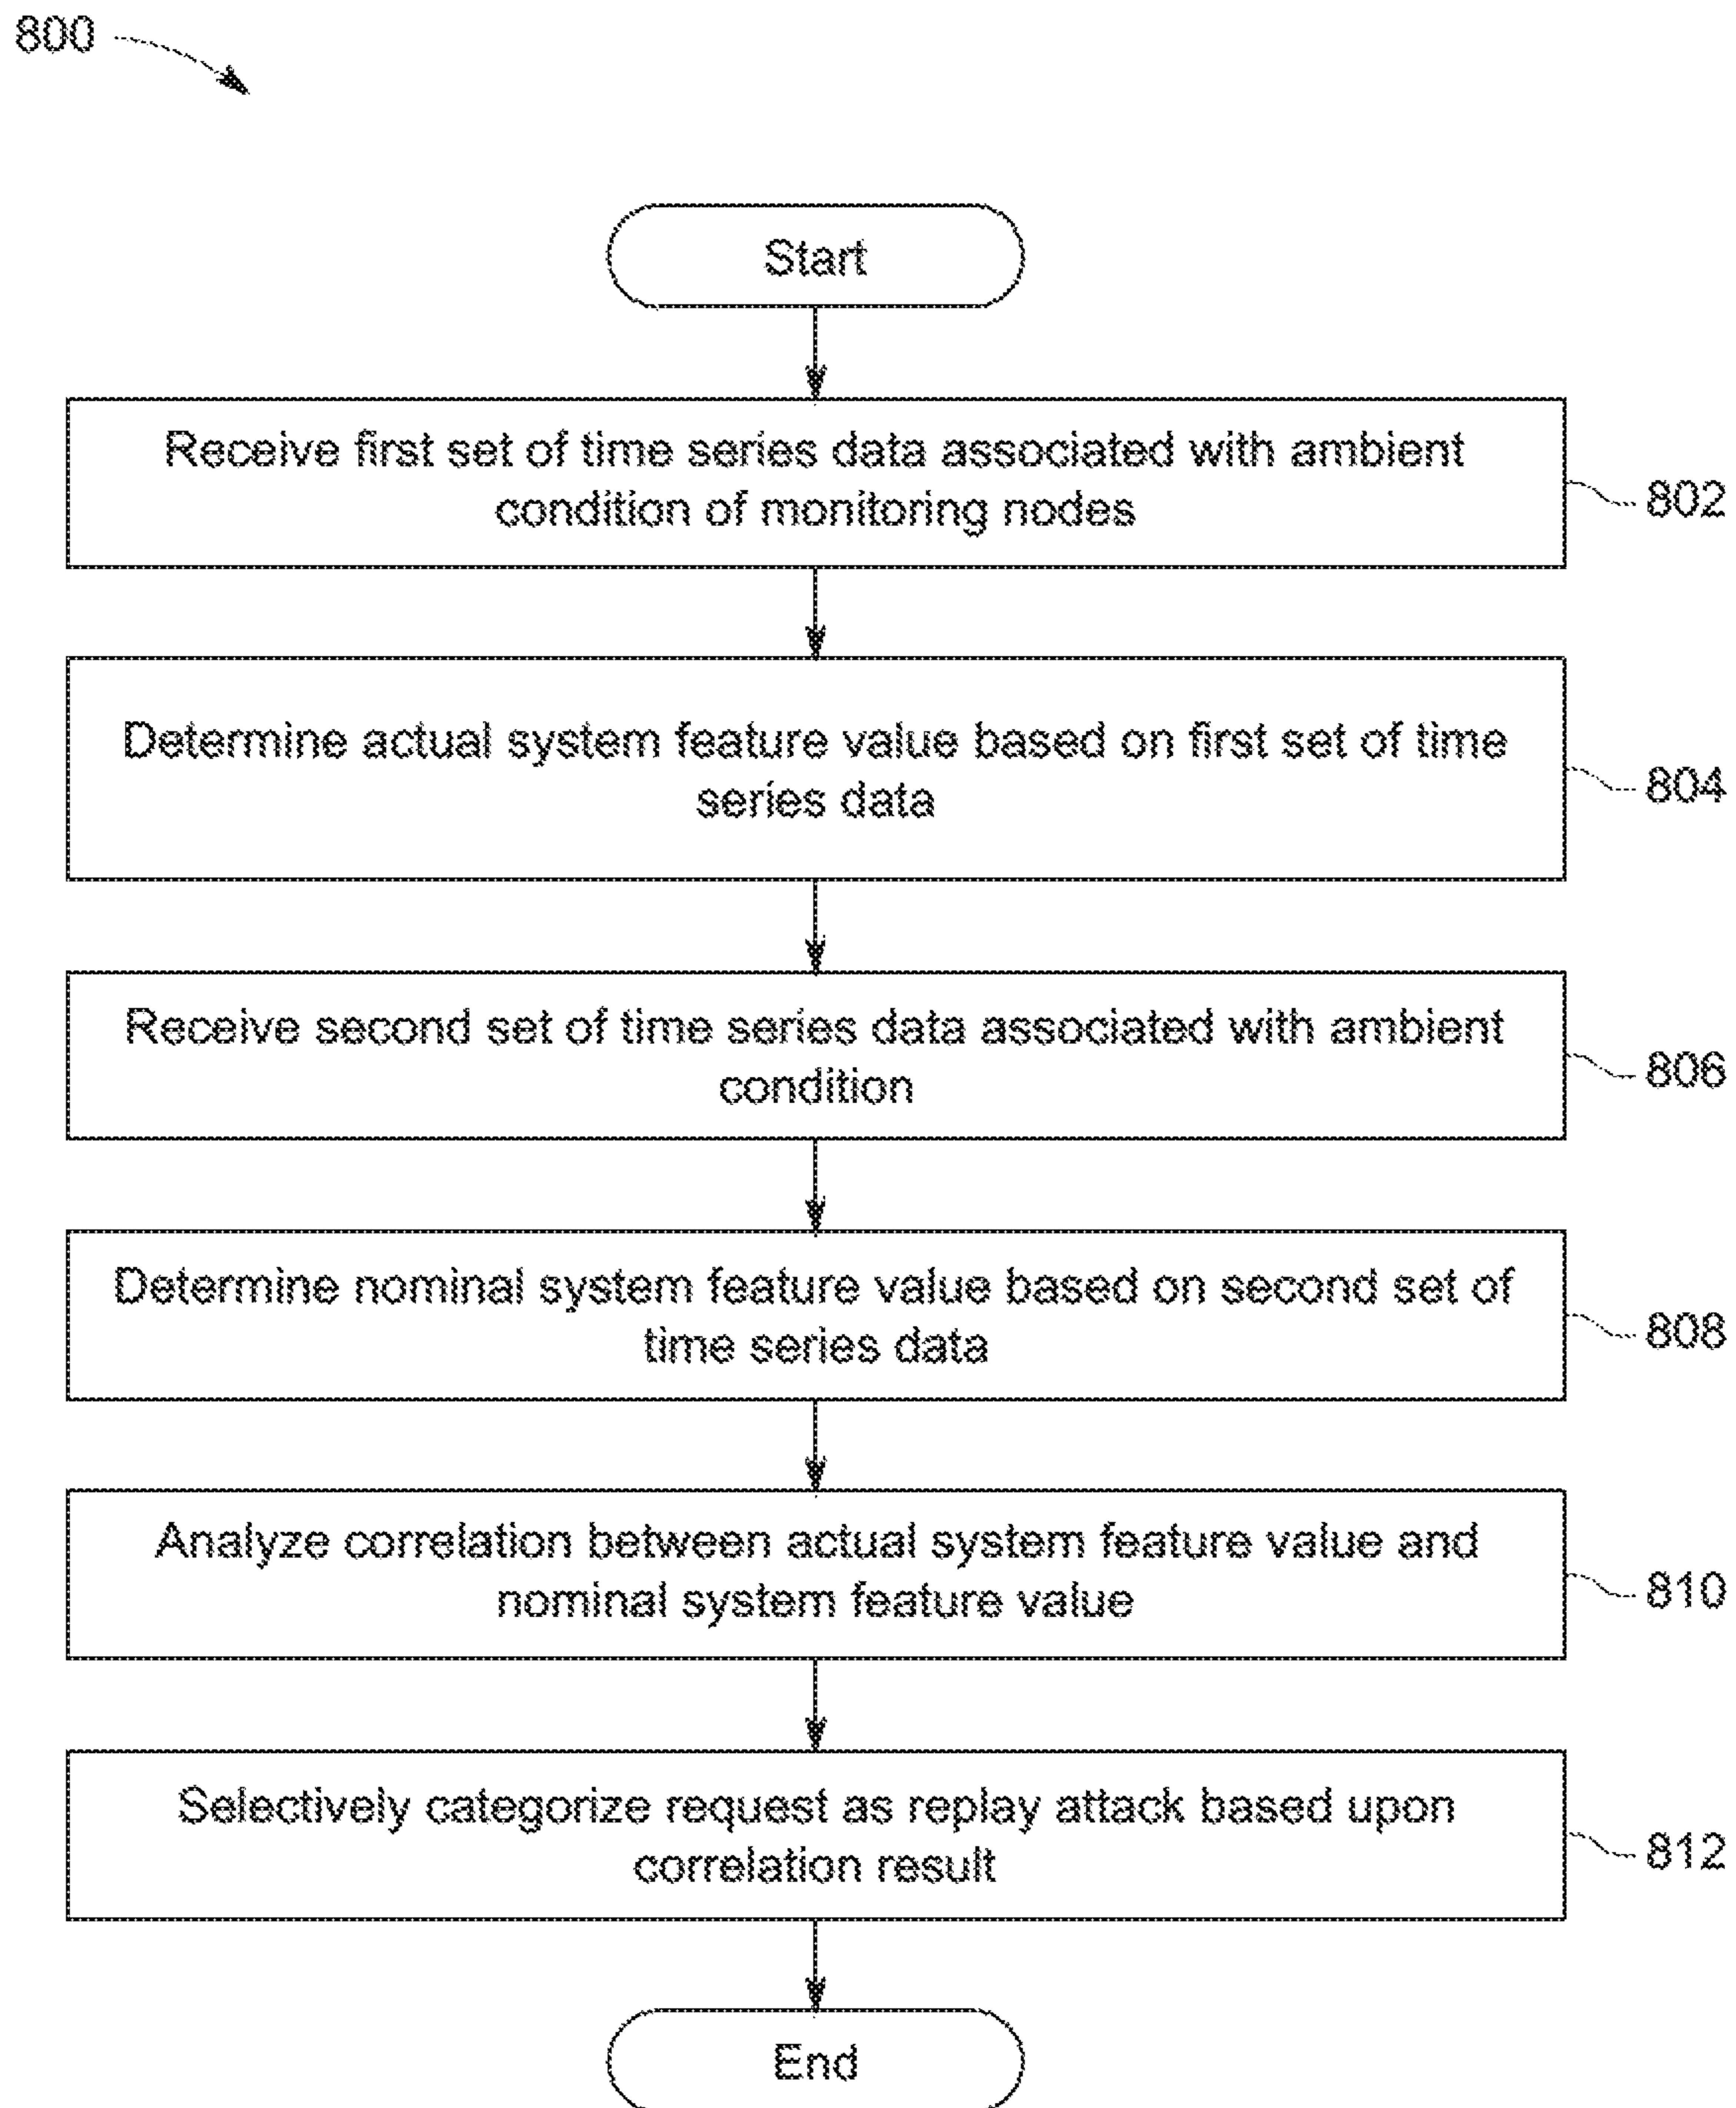 800
Start
Receive first set of time series data associated with ambient
condition of monitoring nodes
802
Determine actual system feature value based on first set of time
series data
804
Receive second set of time series data associated with ambient
condition
806
Determine nominal system feature value based on second set of
time series data
808
Analyze correlation between actual system feature value and
nominal system feature value
810
Selectively categorize request as replay attack based upon
correlation result
812
End